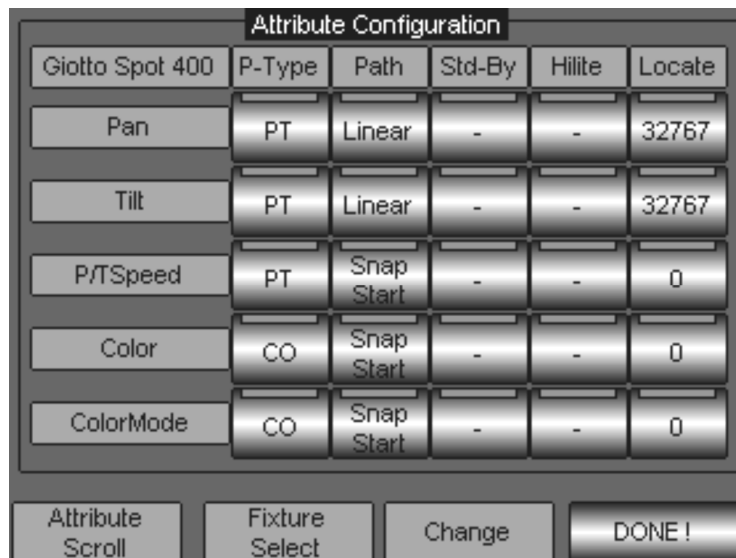 Attribute Configuration
Giotto Spot 400 P-Type Path Std-By Hilite Locate
Pan PT Linear - - 32767
Tilt PT Linear - - 32767
P/TSpeed PT Snap Start - - 0
Color CO Snap Start - - 0
ColorMode CO Snap Start - - 0
Attribute Scroll Fixture Select Change DONE !